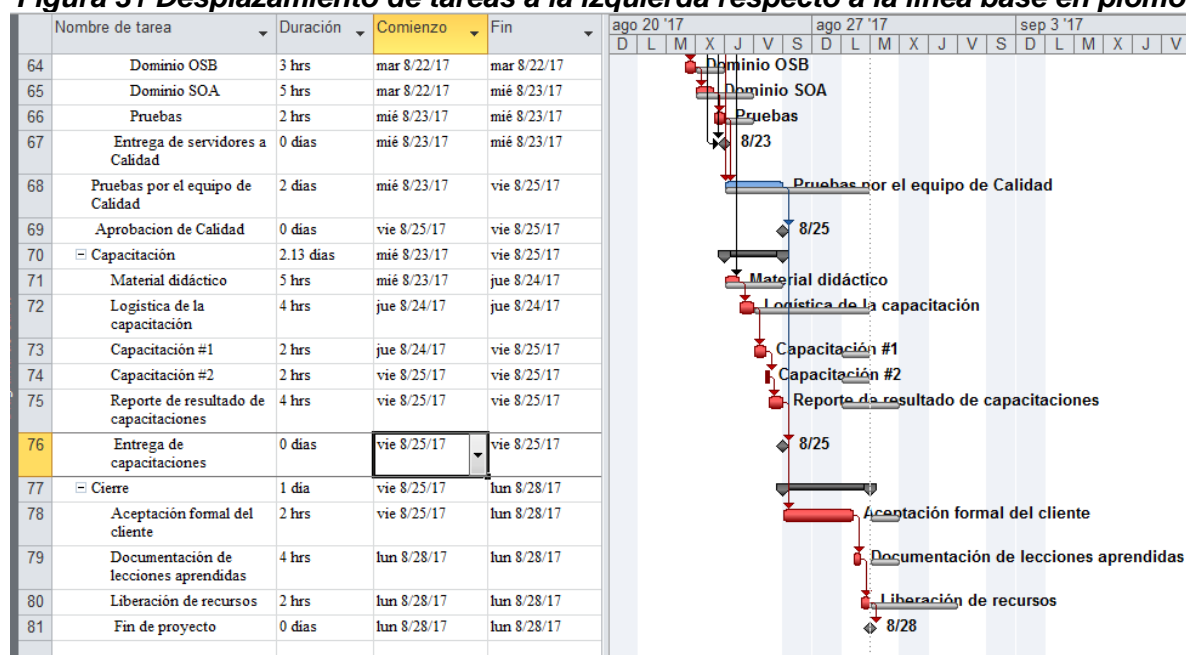 Figura 31 Desplazamiento de tareas a la izquierda respecto a la línea base en plomo
Nombre de tarea Duración Comienzo Fin ago 20 '17 ago 27 '17 sep 3 '17
D L M X J V S D L M X J V S D L M X J V
64 Dominio OSB 3 hrs mar 8/22/17 mar 8/22/17 Dominio OSB
65 Dominio SOA 5 hrs mar 8/22/17 mié 8/23/17 Dominio SOA
66 Pruebas 2 hrs mié 8/23/17 mié 8/23/17 Pruebas
67 Entrega de servidores a 0 días mié 8/23/17 mié 8/23/17 8/23
Calidad
68 Pruebas por el equipo de 2 días mié 8/23/17 vie 8/25/17 Pruebas por el equipo de Calidad
Calidad
69 Aprobacion de Calidad 0 días vie 8/25/17 vie 8/25/17 8/25
70 Capacitación 2.13 días mié 8/23/17 vie 8/25/17
71 Material didáctico 5 hrs mié 8/23/17 jue 8/24/17 Material didáctico
72 Logística de la 4 hrs jue 8/24/17 jue 8/24/17 Logística de la capacitación
capacitación
73 Capacitación #1 2 hrs jue 8/24/17 vie 8/25/17 Capacitación #1
74 Capacitación #2 2 hrs vie 8/25/17 vie 8/25/17 Capacitación #2
75 Reporte de resultado de 4 hrs vie 8/25/17 vie 8/25/17 Reporte de resultado de capacitaciones
capacitaciones
76 Entrega de 0 días vie 8/25/17 vie 8/25/17 8/25
capacitaciones
77 Cierre 1 día vie 8/25/17 lun 8/28/17
78 Aceptación formal del 2 hrs vie 8/25/17 lun 8/28/17 Aceptación formal del cliente
cliente
79 Documentación de 4 hrs lun 8/28/17 lun 8/28/17 Documentación de lecciones aprendidas
lecciones aprendidas
80 Liberación de recursos 2 hrs lun 8/28/17 lun 8/28/17 Liberación de recursos
81 Fin de proyecto 0 días lun 8/28/17 lun 8/28/17 8/28